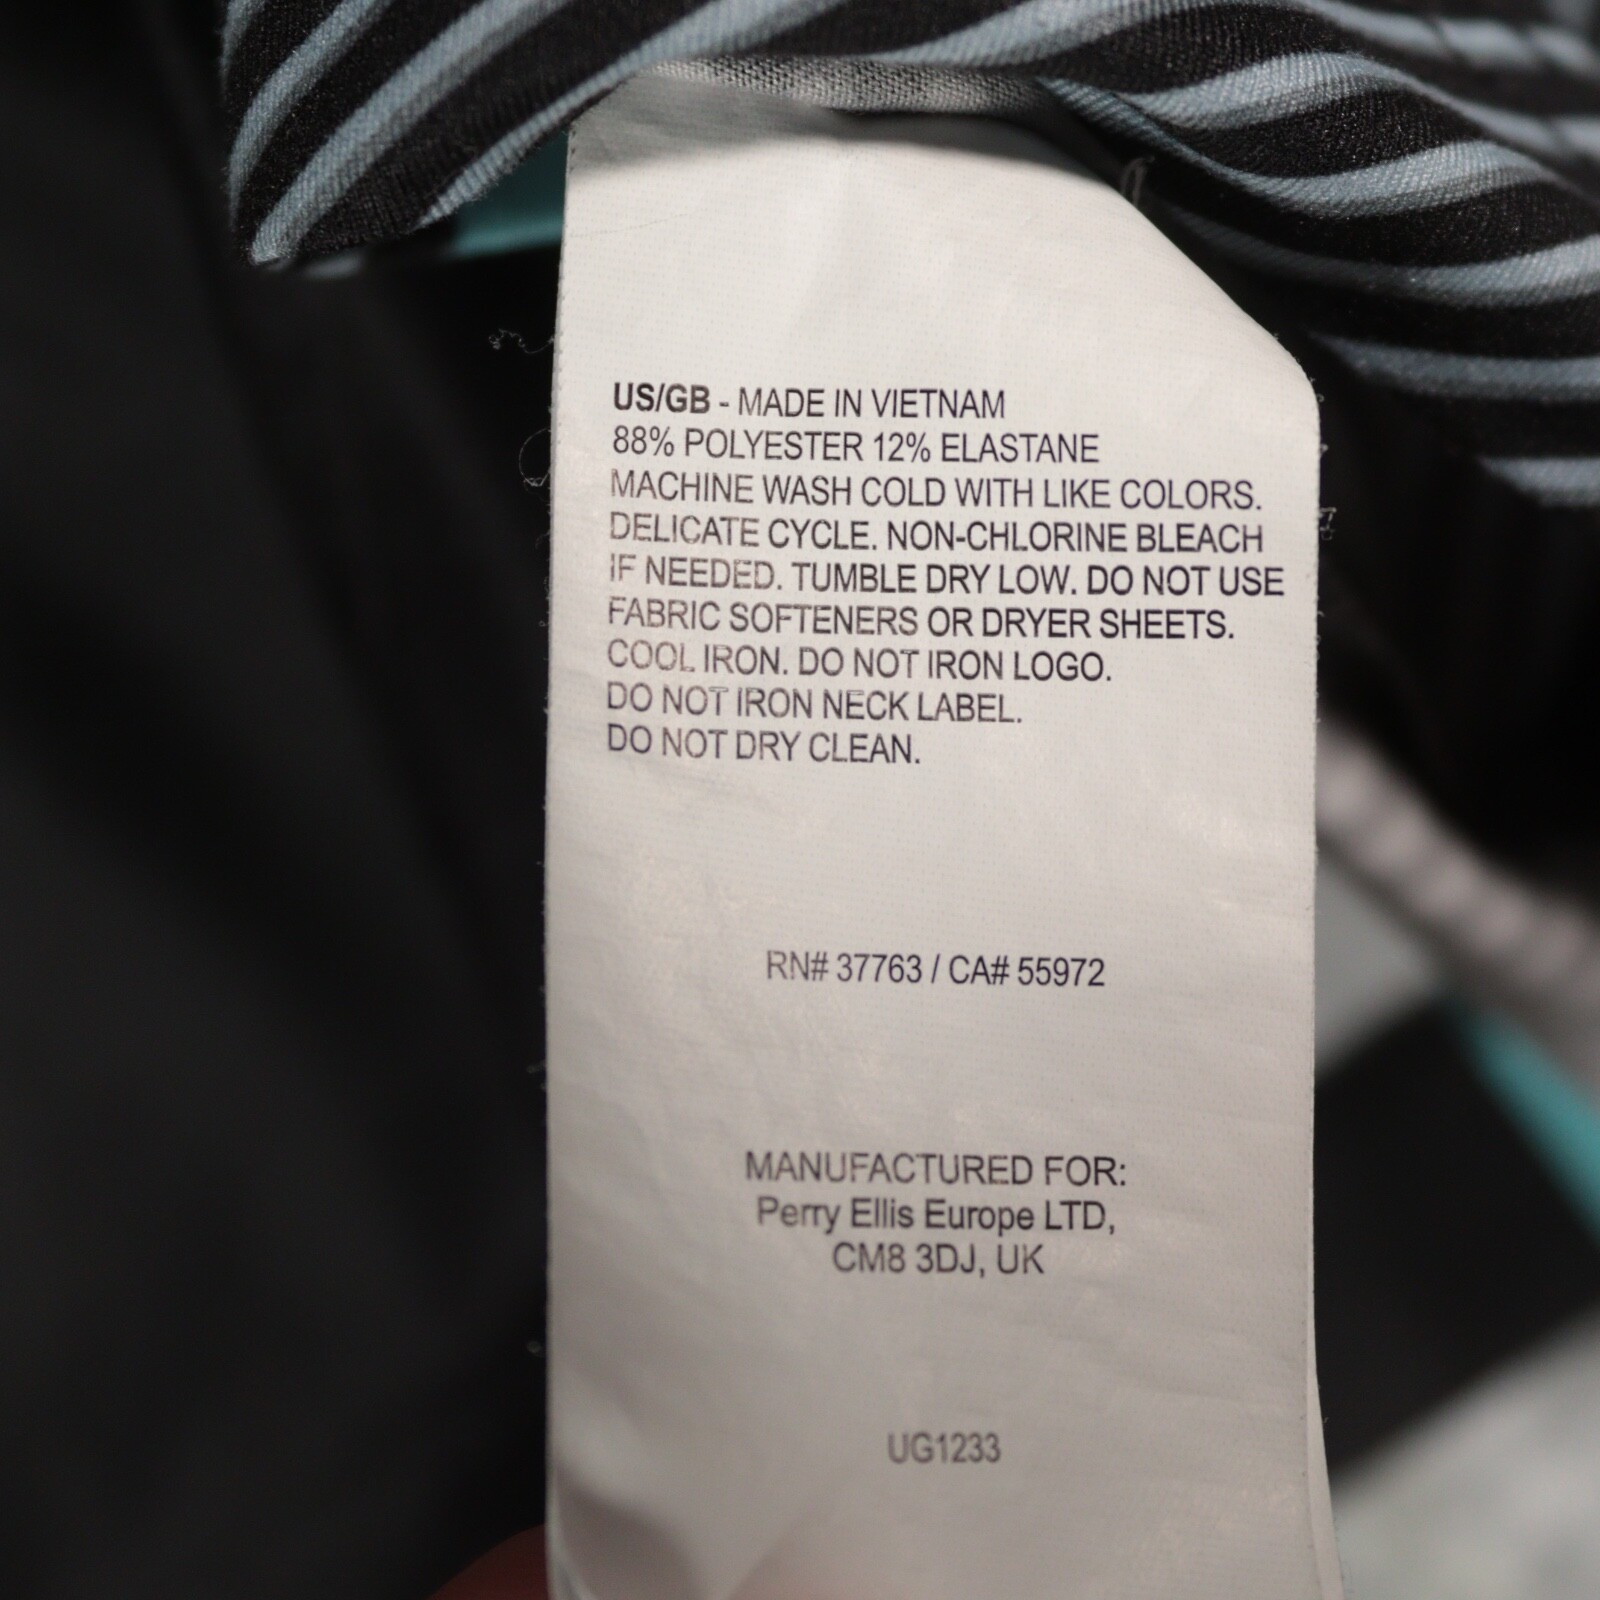 US/GB - MADE IN VIETNAM
88% POLYESTER 12% ELASTANE
MACHINE WASH COLD WITH LIKE COLORS.
DELICATE CYCLE. NON-CHLORINE BLEACH
IF NEEDED. TUMBLE DRY LOW. DO NOT USE
FABRIC SOFTENERS OR DRYER SHEETS.
COOL IRON. DO NOT IRON LOGO.
DO NOT IRON NECK LABEL.
DO NOT DRY CLEAN.
RN# 37763 / CA# 55972
MANUFACTURED FOR:
Perry Ellis Europe LTD,
CM8 3DJ, UK
UG1233